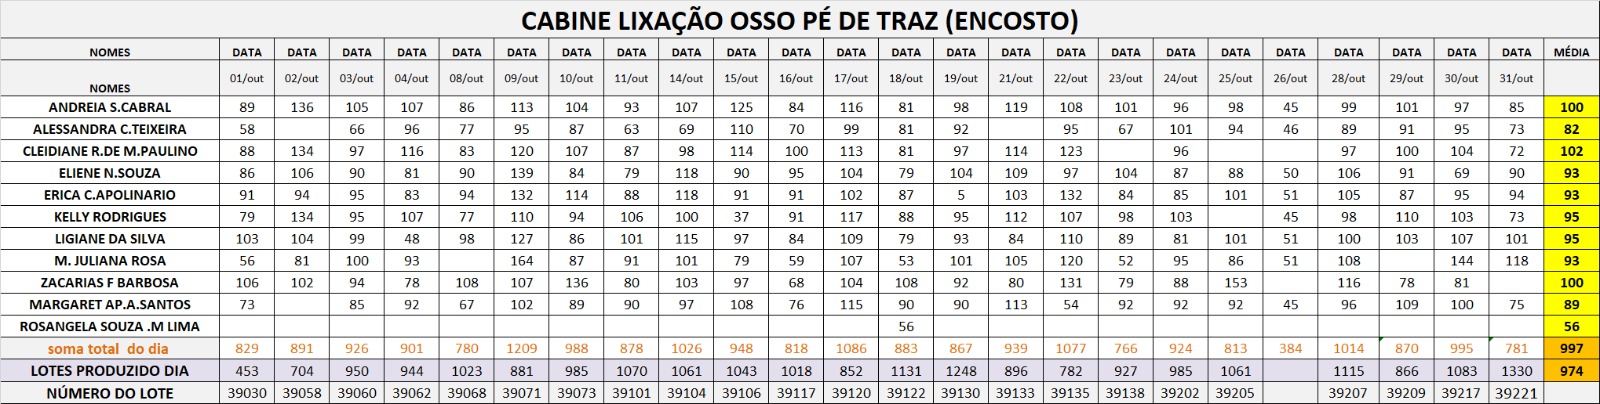 CABINE LIXAÇÃO OSSO PÉ DE TRAZ (ENCOSTO)
NOMES DATA DATA DATA DATA DATA DATA DATA DATA DATA DATA DATA DATA DATA DATA DATA DATA DATA DATA DATA DATA DATA DATA DATA DATA MÉDIA
NOMES 01/out 02/out 03/out 04/out 08/out 09/out 10/out 11/out 14/out 15/out 16/out 17/out 18/out 19/out 21/out 22/out 23/out 24/out 25/out 26/out 28/out 29/out 30/out 31/out
ANDREIA S.CABRAL 89 136 105 107 86 113 104 93 107 125 84 116 81 98 119 108 101 96 98 45 99 101 97 85 100
ALESSANDRA C.TEIXEIRA 58 66 96 77 95 87 63 69 110 70 99 81 92 95 67 101 94 46 89 91 95 73 82
CLEIDIANE R.DE M.PAULINO 88 134 97 116 83 120 107 87 98 114 100 113 81 97 114 123 96 97 100 104 72 102
ELIENE N.SOUZA 86 106 90 81 90 139 84 79 118 90 95 104 79 104 109 97 104 87 88 50 106 91 69 90 93
ERICA C.APOLINARIO 91 94 95 83 94 132 114 88 118 91 91 102 87 5 103 132 84 85 101 51 105 87 95 94 93
KELLY RODRIGUES 79 134 95 107 77 110 94 106 100 37 91 117 88 95 112 107 98 103 45 98 110 103 73 95
LIGIANE DA SILVA 103 104 99 48 98 127 86 101 115 97 84 109 79 93 84 110 89 81 101 51 100 103 107 101 95
M. JULIANA ROSA 56 81 100 93 164 87 91 101 79 59 107 53 101 105 120 52 95 86 51 108 144 118 93
ZACARIAS F BARBOSA 106 102 94 78 108 107 136 80 103 97 68 104 108 92 80 131 79 88 153 116 78 81 100
MARGARET AP.A.SANTOS 73 85 92 67 102 89 90 97 108 76 115 90 90 113 54 92 92 92 45 96 109 100 75 89
ROSANGELA SOUZA .M LIMA 56 56
soma total do dia 829 891 926 901 780 1209 988 878 1026 948 818 1086 883 867 939 1077 766 924 813 384 1014 870 995 781 997
LOTES PRODUZIDO DIA 453 704 950 944 1023 881 985 1070 1061 1043 1018 852 1131 1248 896 782 927 985 1061 1115 866 1083 1330 974
NÚMERO DO LOTE 39030 39058 39060 39062 39068 39071 39073 39101 39104 39106 39117 39120 39129 39130 39133 39135 39138 39202 39205 39207 39209 39217 39221